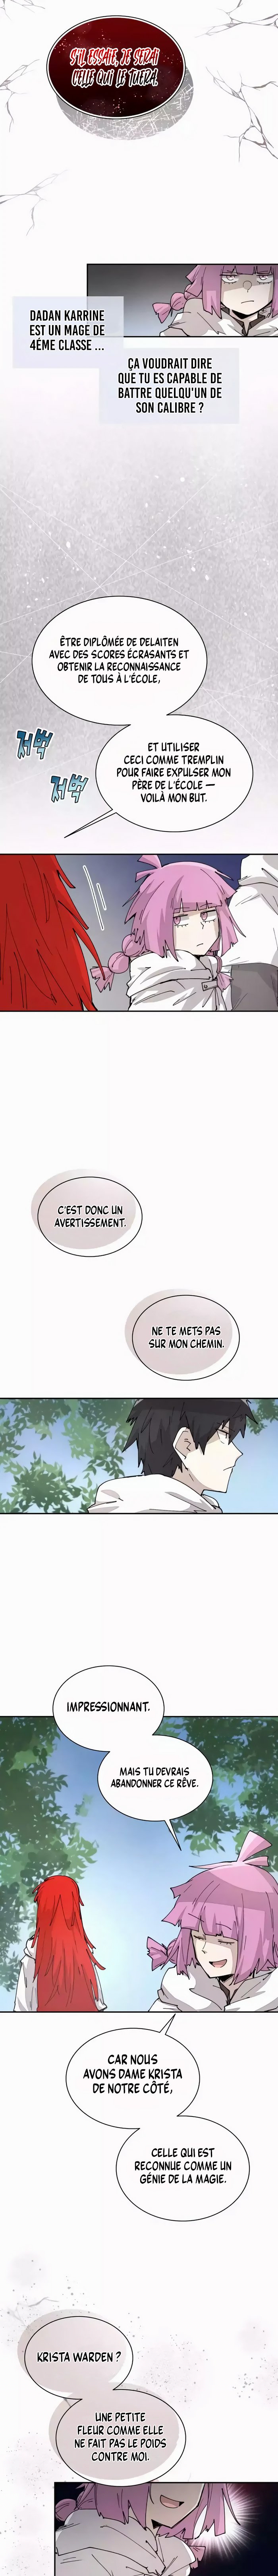 S'IL ESSAIE, JE SERAI
CELLE QUI LE TUERA.
DADAN KARRINE
EST UN MAGE DE
4ÉME CLASSE ...
ÇA VOUDRAIT DIRE
QUE TU ES CAPABLE DE
BATTRE QUELQU'UN DE
SON CALIBRE ?
ÊTRE DIPLÔMÉE DE DELAITEN
AVEC DES SCORES ÉCRASANTS ET
OBTENIR LA RECONNAISSANCE
DE TOUS À L'ÉCOLE,
ET UTILISER
CECI COMME TREMPLIN
POUR FAIRE EXPULSER MON
PÈRE DE L'ÉCOLE —
VOILÀ MON BUT.
저벅
저벅
C'EST DONC UN
AVERTISSEMENT.
NE TE METS PAS
SUR MON CHEMIN.
IMPRESSIONNANT.
MAIS TU DEVRAIS
ABANDONNER CE RÊVE.
CAR NOUS
AVONS DAME KRISTA
DE NOTRE CÔTÉ,
CELLE QUI EST
RECONNUE COMME UN
GÉNIE DE LA MAGIE.
KRISTA WARDEN ?
UNE PETITE
FLEUR COMME ELLE
NE FAIT PAS LE POIDS
CONTRE MOI.